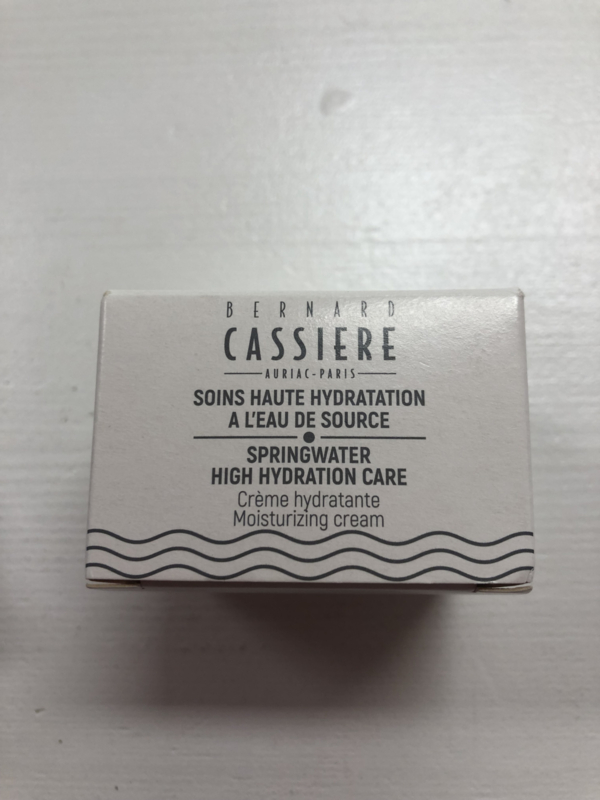 BERNARD
CASSIERE
AURIAC-PARIS
SOINS HAUTE HYDRATATION
A L'EAU DE SOURCE
SPRINGWATER
HIGH HYDRATION CARE
Crème hydratante
Moisturizing cream